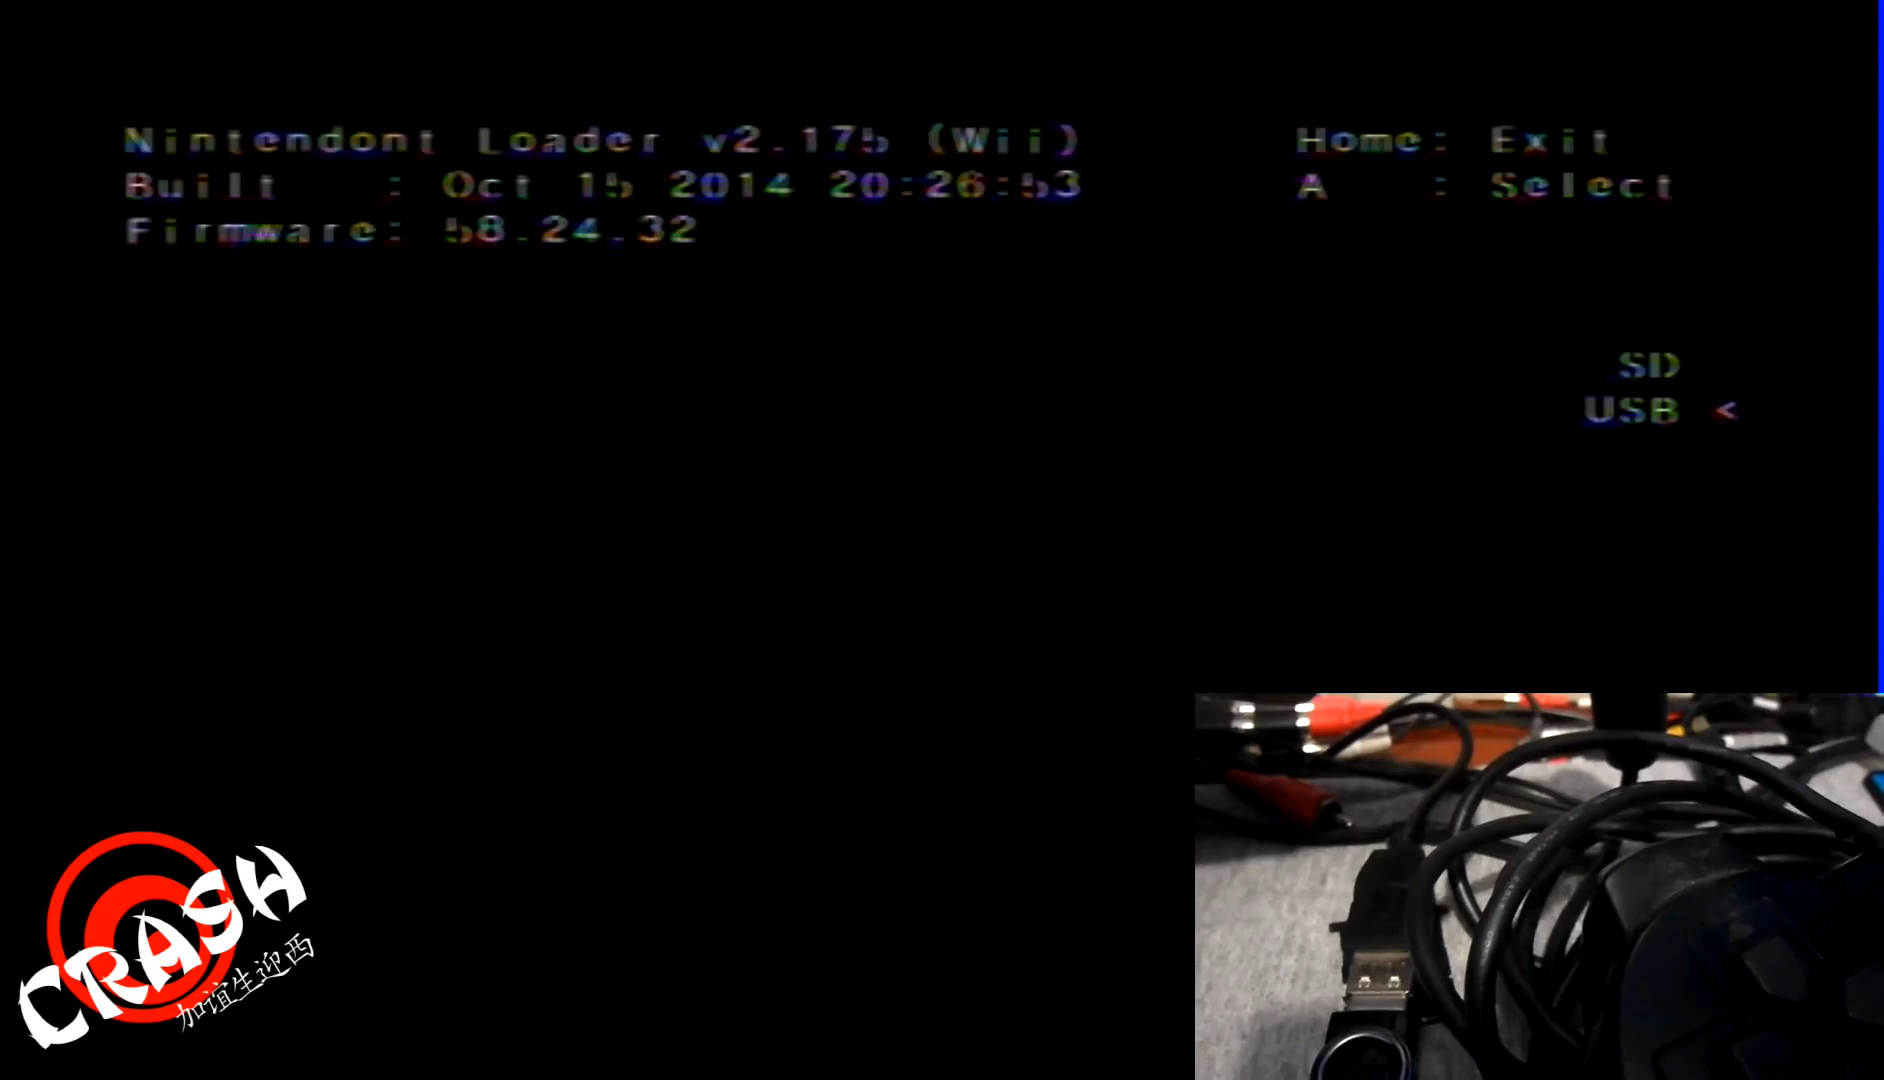 Nintendont Loader v2.175 (Wii) Home: Exit
Built : Oct 15 2014 20:26:53 A : Select
Firmware: 58.24.32
SD
USB <
CRASH
加谊生迎西